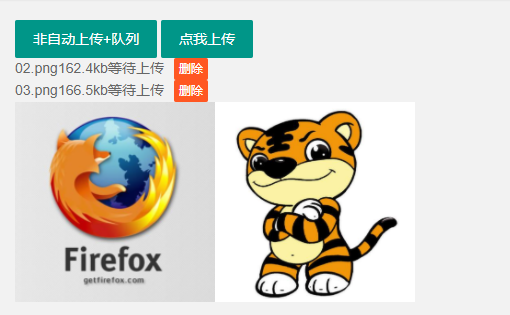 非自动上传+队列 点我上传
02.png162.4kb等待上传 删除
03.png166.5kb等待上传 删除
Firefox
getfirefox.com